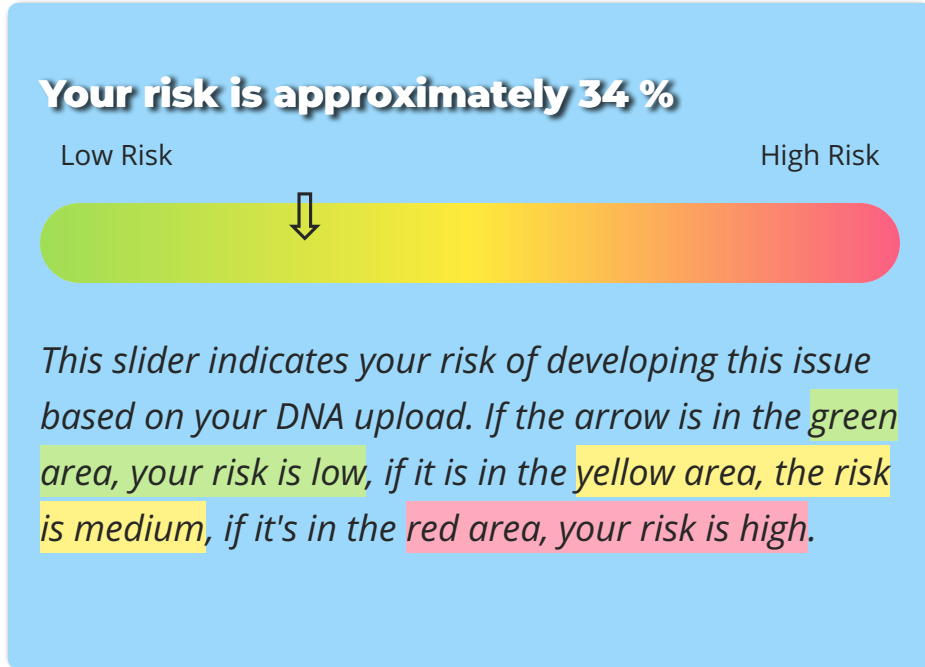 Your risk is approximately 34 %
Low Risk High Risk
This slider indicates your risk of developing this issue
based on your DNA upload. If the arrow is in the green
area, your risk is low, if it is in the yellow area, the risk
is medium, if it's in the red area, your risk is high.